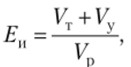 Eи = (Vт + Vу) / Vр,